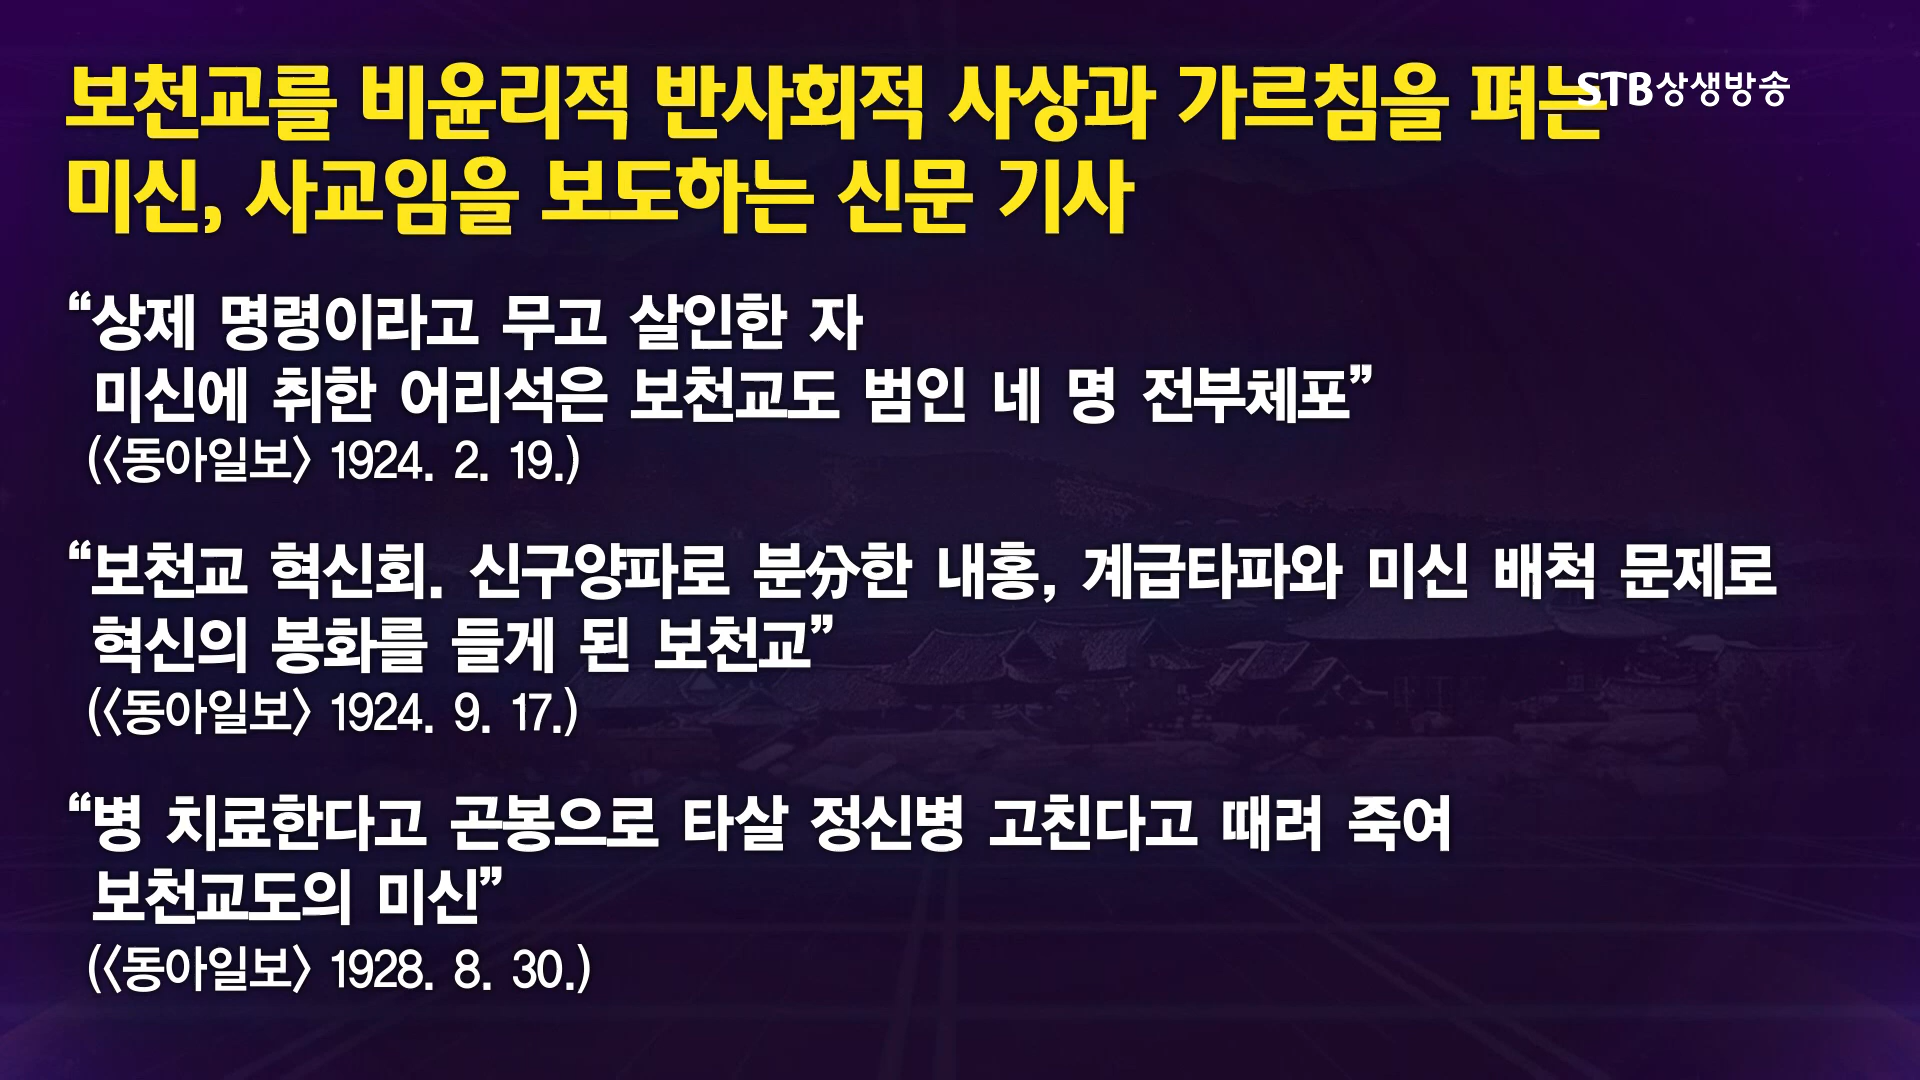 보천교를 비윤리적 반사회적 사상과 가르침을 펴는
STB상생방송
미신, 사교임을 보도하는 신문 기사
“상제 명령이라고 무고 살인한 자
미신에 취한 어리석은 보천교도 범인 네 명 전부체포”
(〈동아일보〉 1924. 2. 19.)
“보천교 혁신회. 신구양파로 분分한 내홍, 계급타파와 미신 배척 문제로
혁신의 봉화를 들게 된 보천교”
(〈동아일보〉 1924. 9. 17.)
“병 치료한다고 곤봉으로 타살 정신병 고친다고 때려 죽여
보천교도의 미신”
(〈동아일보〉 1928. 8. 30.)